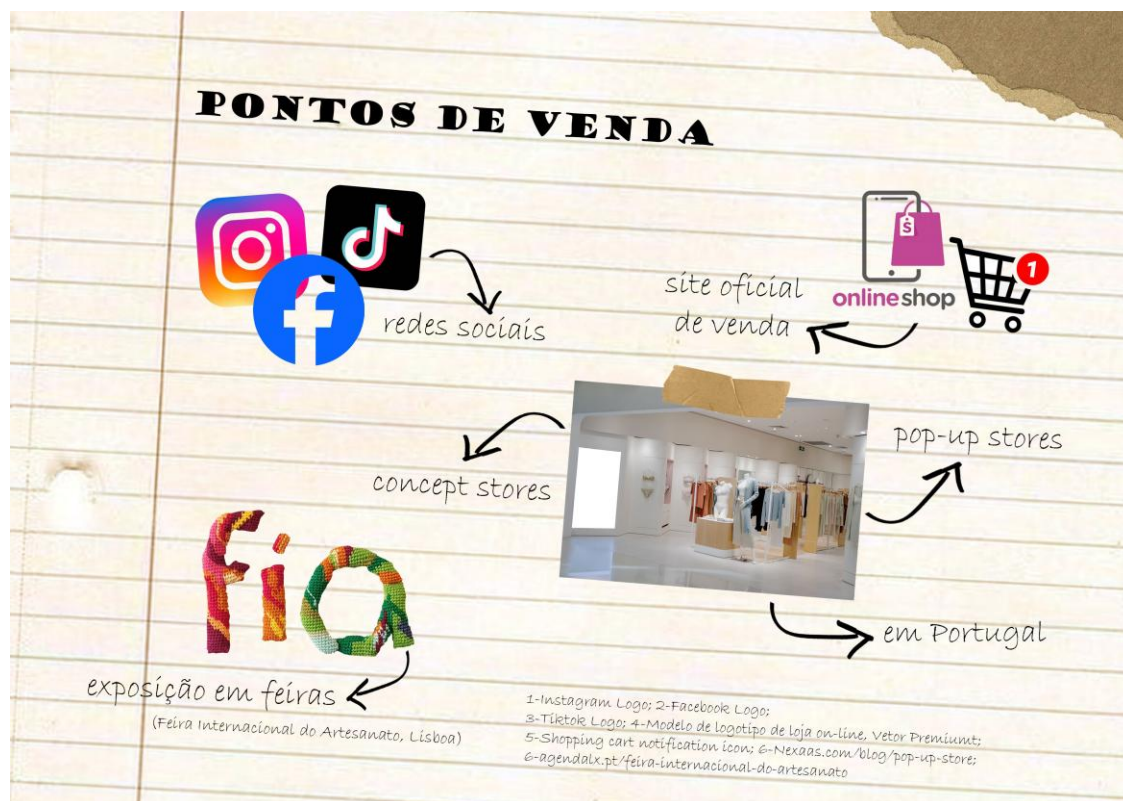 PONTOS DE VENDA
redes sociais
site oficial
de venda
S
onlineshop
1
concept stores
pop-up stores
em Portugal
fia
exposição em feiras
(Feira Internacional do Artesanato, Lisboa)
1-Instagram Logo; 2-Facebook Logo;
3-Tiktok Logo; 4-Modelo de logotipo de loja on-line, Vetor Premiumt;
5-Shopping cart notification icon; 6-Nexaas.com/blog/pop-up-store;
6-agendalx.pt/feira-internacional-do-artesanato